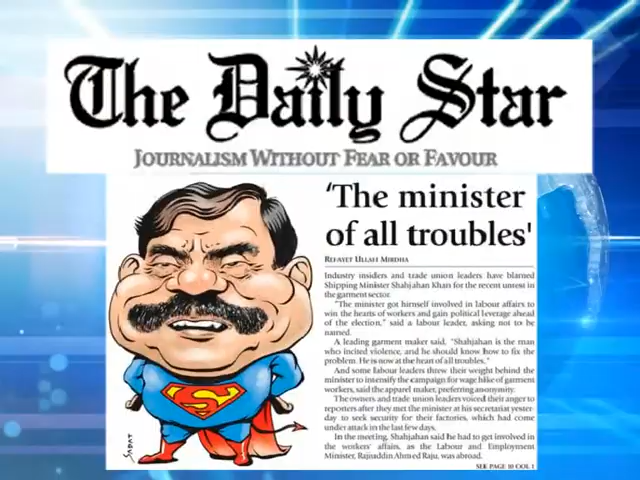 The Daily Star
JOURNALISM WITHOUT FEAR OR FAVOUR
'The minister
of all troubles'
REFAYET ULLAH MIRDHA
Industry insiders and trade union leaders have blamed
Shipping Minister Shahjahan Khan for the recent unrest in
the garment sector.
"The minister got himself involved in labour affairs to
win the hearts of workers and gain political leverage ahead
of the election," said a labour leader, asking not to be
named.
A leading garment maker said, "Shahjahan is the man
who incited violence, and he should know how to fix the
problem. He is now at the heart of all troubles."
And some labour leaders threw their weight behind the
minister to intensify the campaign for wage hike of garment
workers, said the apparel maker, preferring anonymity.
The owners and trade union leaders voiced their anger to
reporters after they met the minister at his secretariat yester-
day to seek security for their factories, which had come
under attack in the last few days.
In the meeting, Shahjahan said he had to get involved in
the workers' affairs, as the Labour and Employment
Minister, Rajiuddin Ahmed Raju, was abroad.
SEE PAGE 10 COL 1
S
SADAT